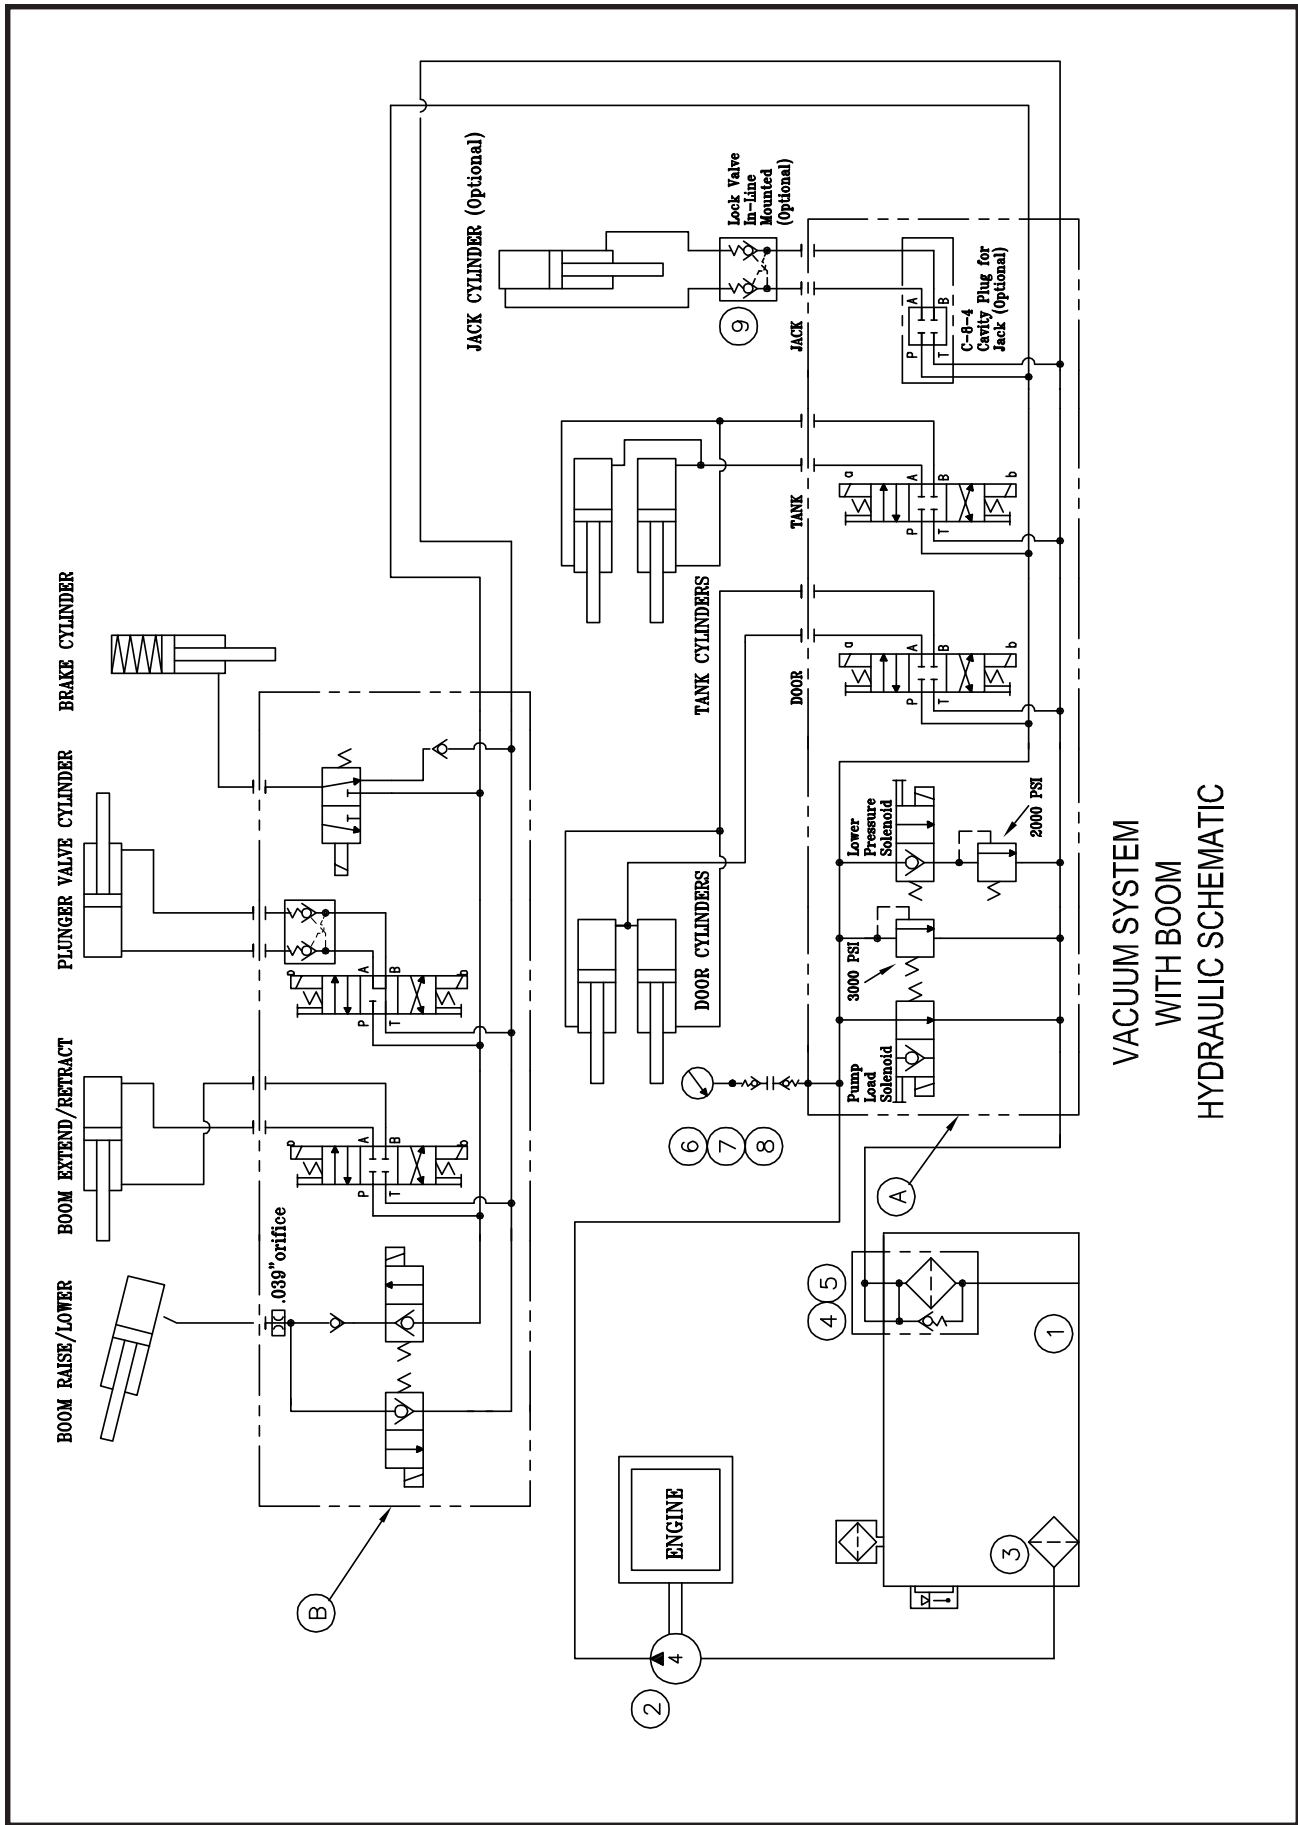 BOOM RAISE/LOWER
BOOM EXTEND/RETRACT
PLUNGER VALVE CYLINDER
BRAKE CYLINDER
.039" orifice
P
T
A
B
P
T
A
B
B
JACK CYLINDER (Optional)
Lock Valve
In-Line
Mounted
(Optional)
9
JACK
P
T
A
B
C-8-4
Cavity Plug for
Jack (Optional)
TANK CYLINDERS
TANK
a
b
P
T
A
B
DOOR CYLINDERS
DOOR
a
b
P
T
A
B
Lower
Pressure
Solenoid
2000 PSI
3000 PSI
Pump
Load
Solenoid
6
7
8
A
4
5
1
3
ENGINE
4
2
VACUUM SYSTEM
WITH BOOM
HYDRAULIC SCHEMATIC